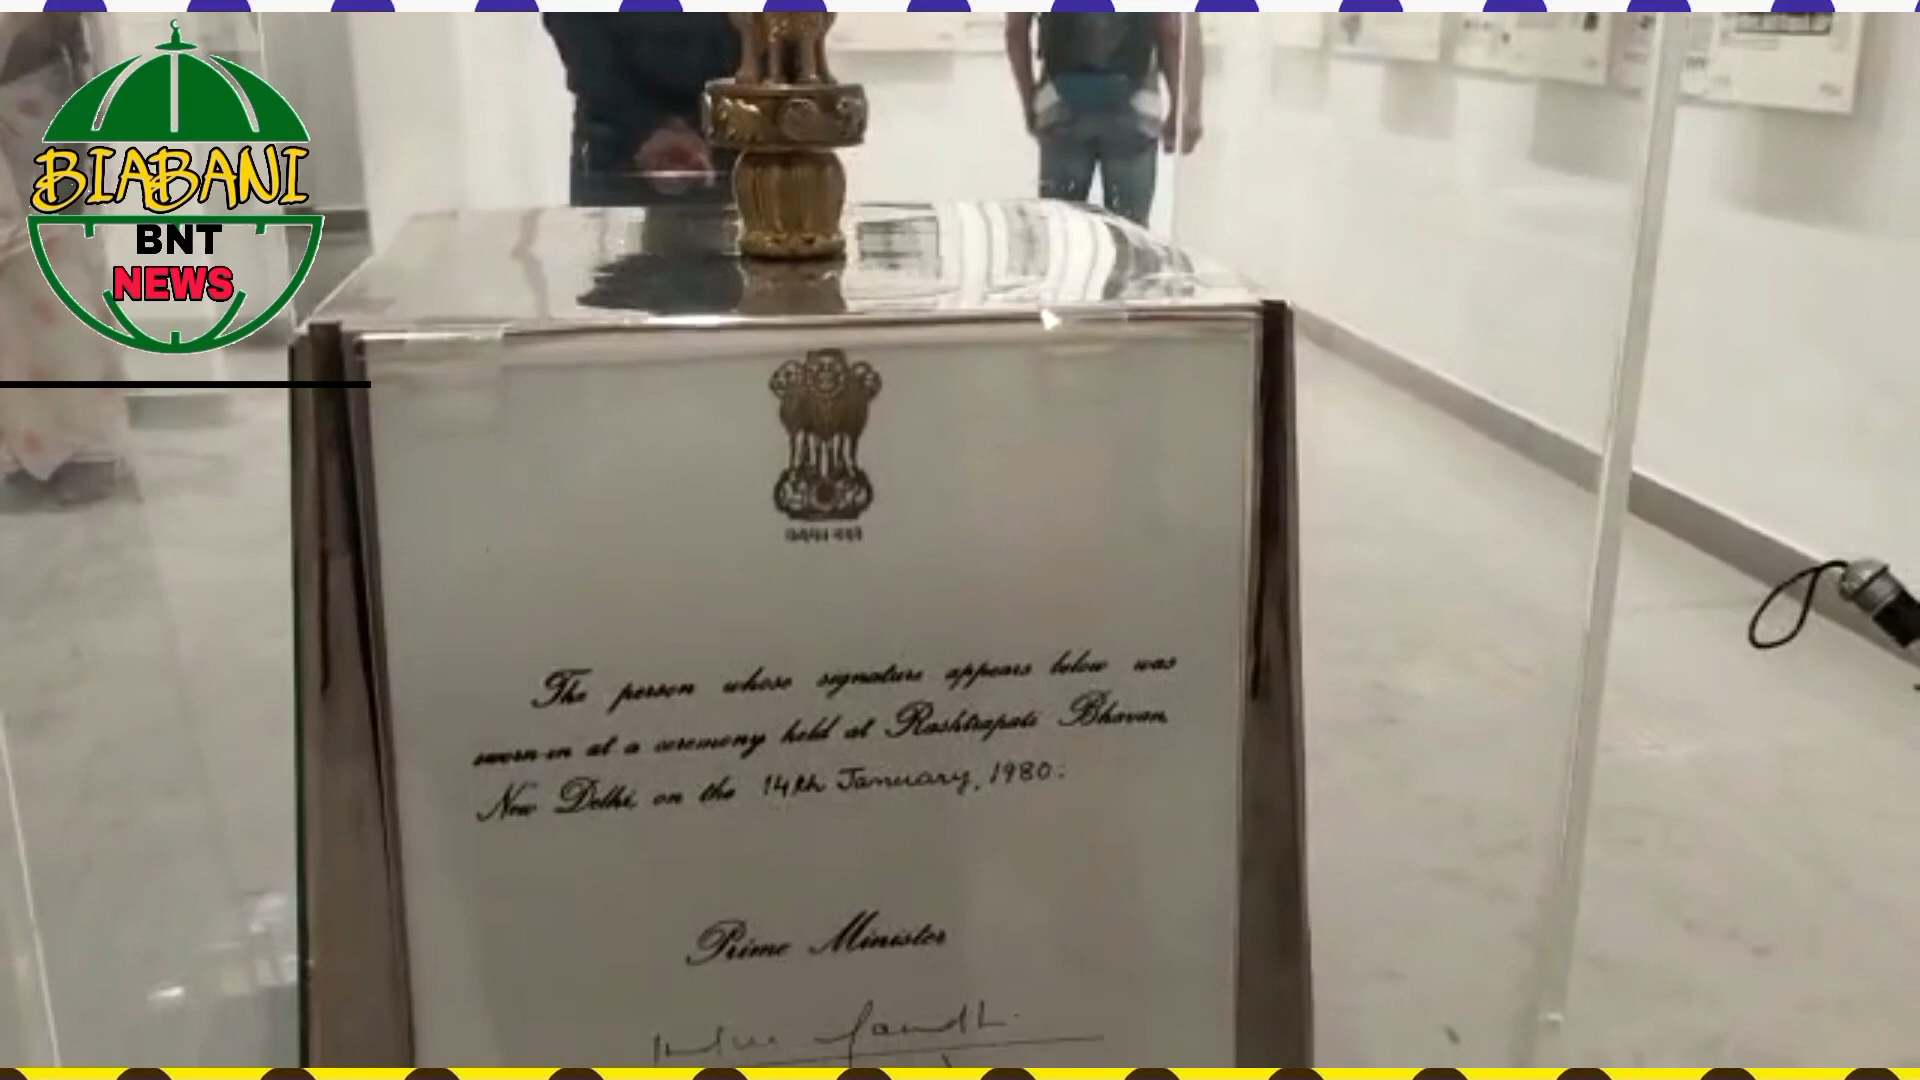 BIABANI
BNT
NEWS
The person whose signature appears below was
sworn-in at a ceremony held at Rashtrapati Bhavan,
New Delhi, on the 14th January, 1980.
Prime Minister
Gandhi